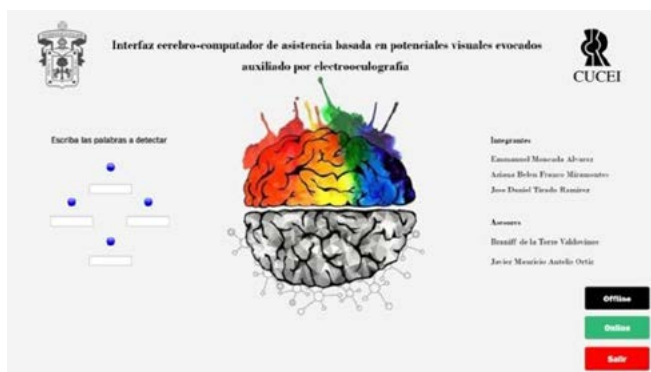 Interfaz cerebro-computador de asistencia basada en potenciales visuales evocados
auxiliado por electrooculografía
CUCEI
Escriba las palabras a detectar
Integrantes
Emmanuel Moncada Alvarez
Ariana Belen Franco Miramontes
Jose Daniel Tirado Ramirez
Asesores
Braniff de la Torre Valdovinos
Javier Mauricio Antelis Ortiz
Offline
Online
Salir